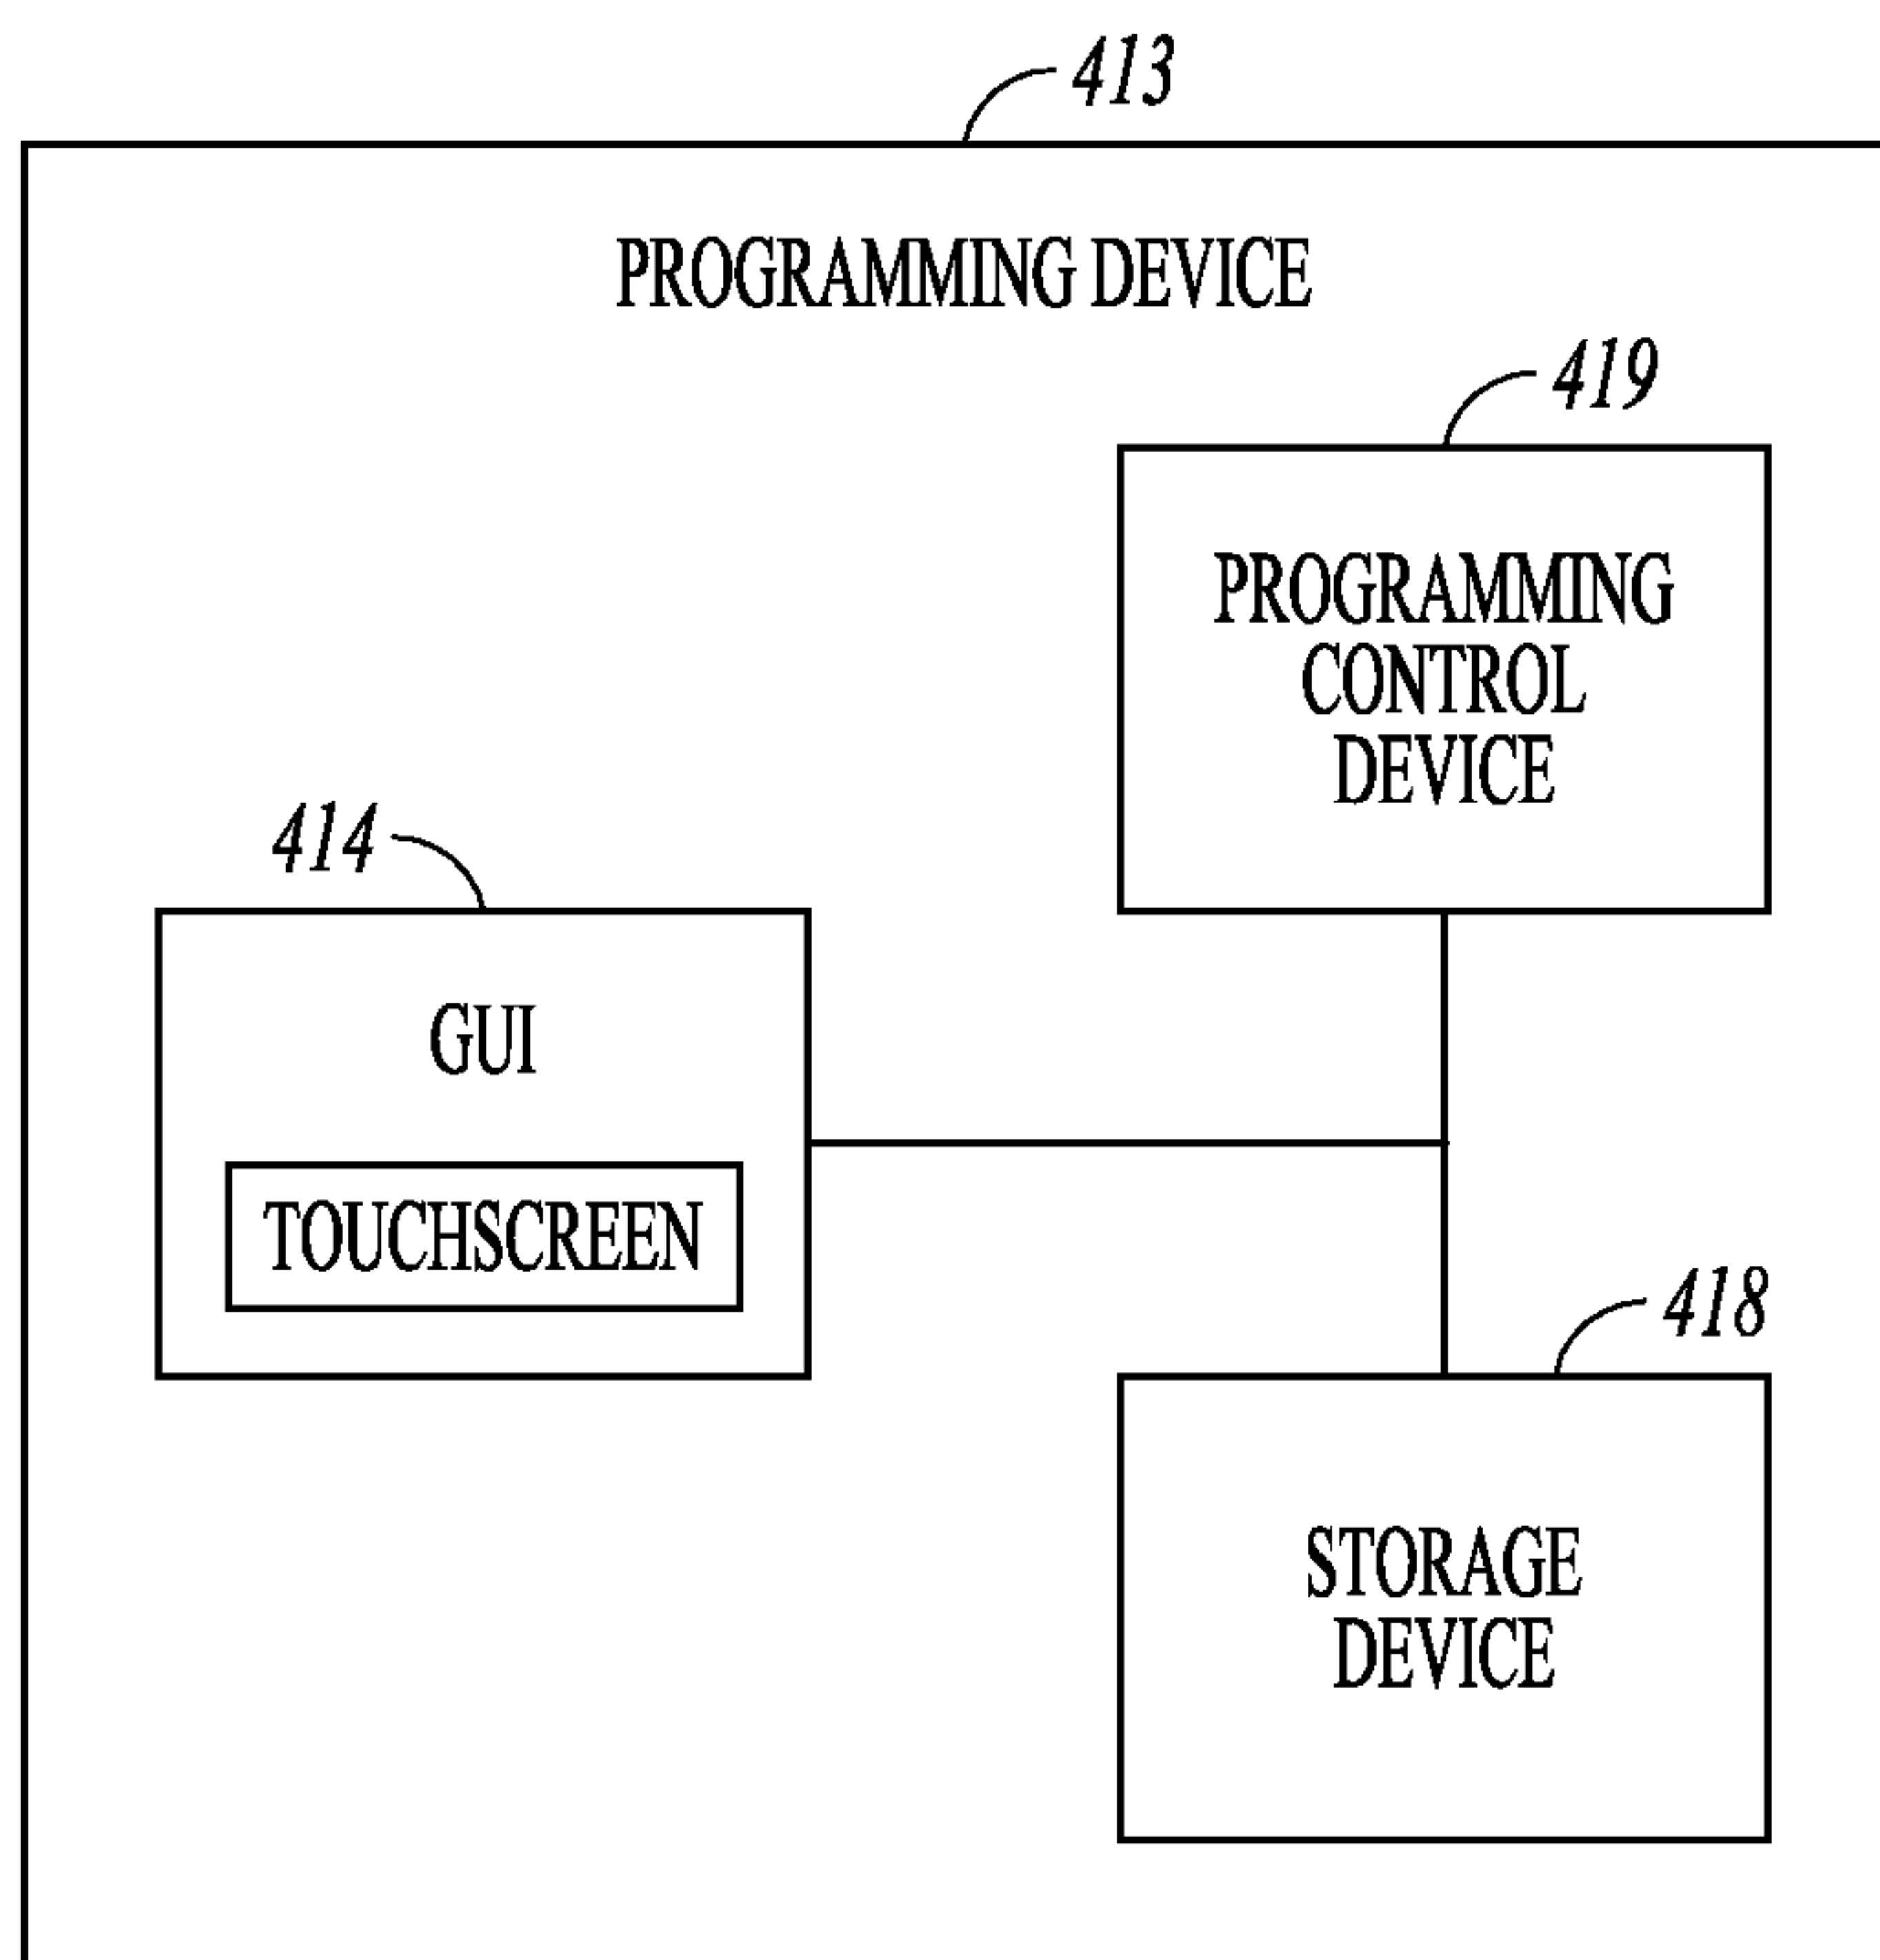 413
PROGRAMMING DEVICE
419
PROGRAMMING
CONTROL
DEVICE
414
GUI
TOUCHSCREEN
418
STORAGE
DEVICE